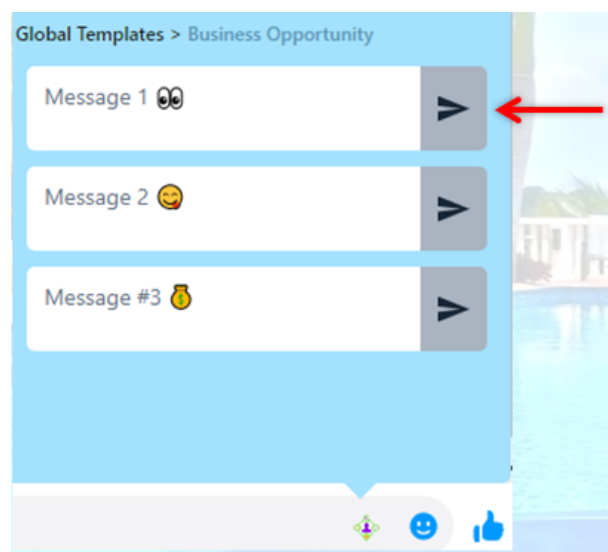 Global Templates > Business Opportunity
Message 1 👀
Message 2 😋
Message #3 💰